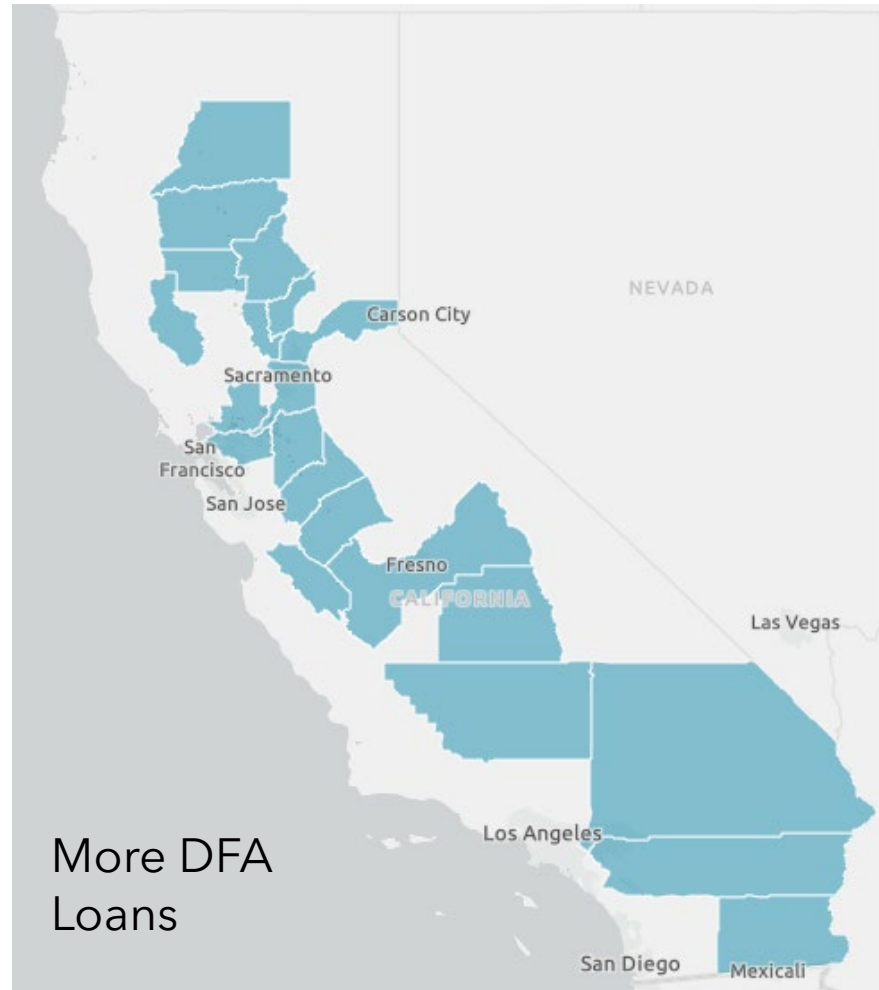 NEVADA
Carson City
Sacramento
San
Francisco
San Jose
Fresno
CALIFORNIA
Las Vegas
Los Angeles
More DFA
Loans
San Diego
Mexicali